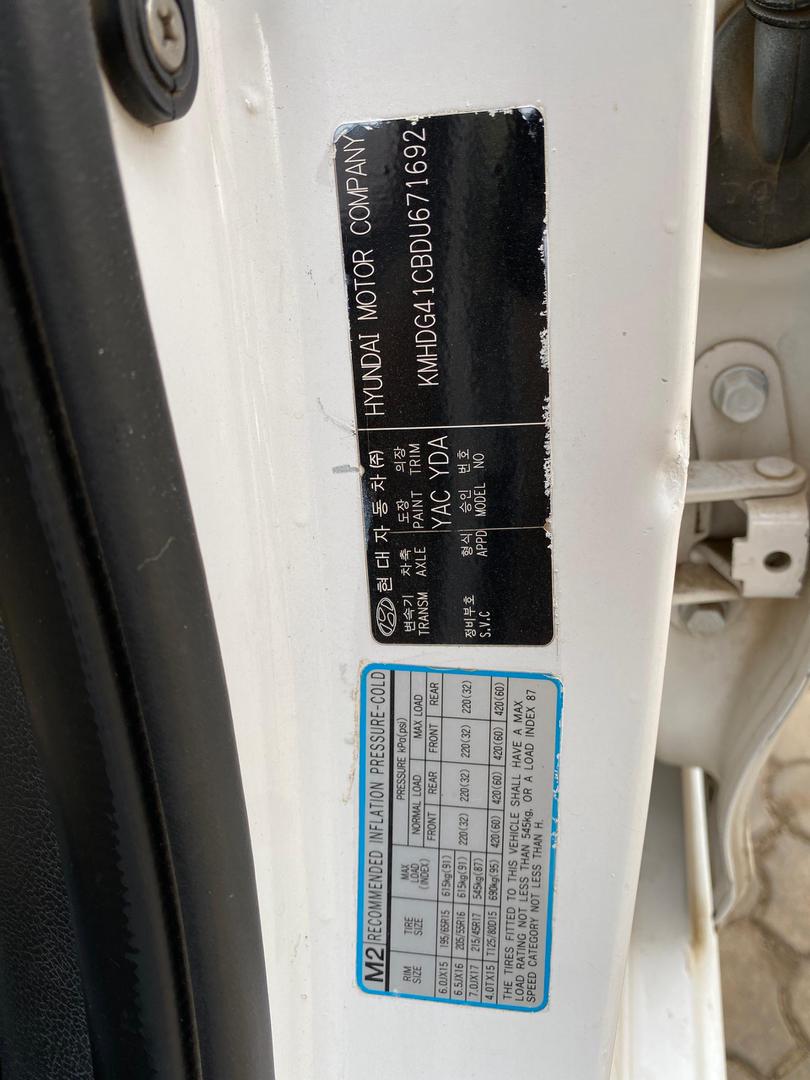 현대자동차(주) HYUNDAI MOTOR COMPANY
변속기 차축 도장 의장
TRANSM AXLE PAINT TRIM
YAC YDA KMHDG41CBDU671692
정비부호 형식 승인 번호
S.V.C APPD MODEL NO
M2 RECOMMENDED INFLATION PRESSURE-COLD
RIM SIZE TIRE SIZE MAX LOAD (INDEX) PRESSURE kPa(psi)
NORMAL LOAD MAX LOAD
FRONT REAR FRONT REAR
6.0JX15 195/65R15 615kg(91)
6.5JX16 205/55R16 615kg(91) 220(32) 220(32) 220(32) 220(32)
7.0JX17 215/45R17 545kg(87)
4.0TX15 T125/80D15 690kg(95) 420(60) 420(60) 420(60) 420(60)
THE TIRES FITTED TO THIS VEHICLE SHALL HAVE A MAX
LOAD RATING NOT LESS THAN 545kg, OR A LOAD INDEX 87
SPEED CATEGORY NOT LESS THAN H.